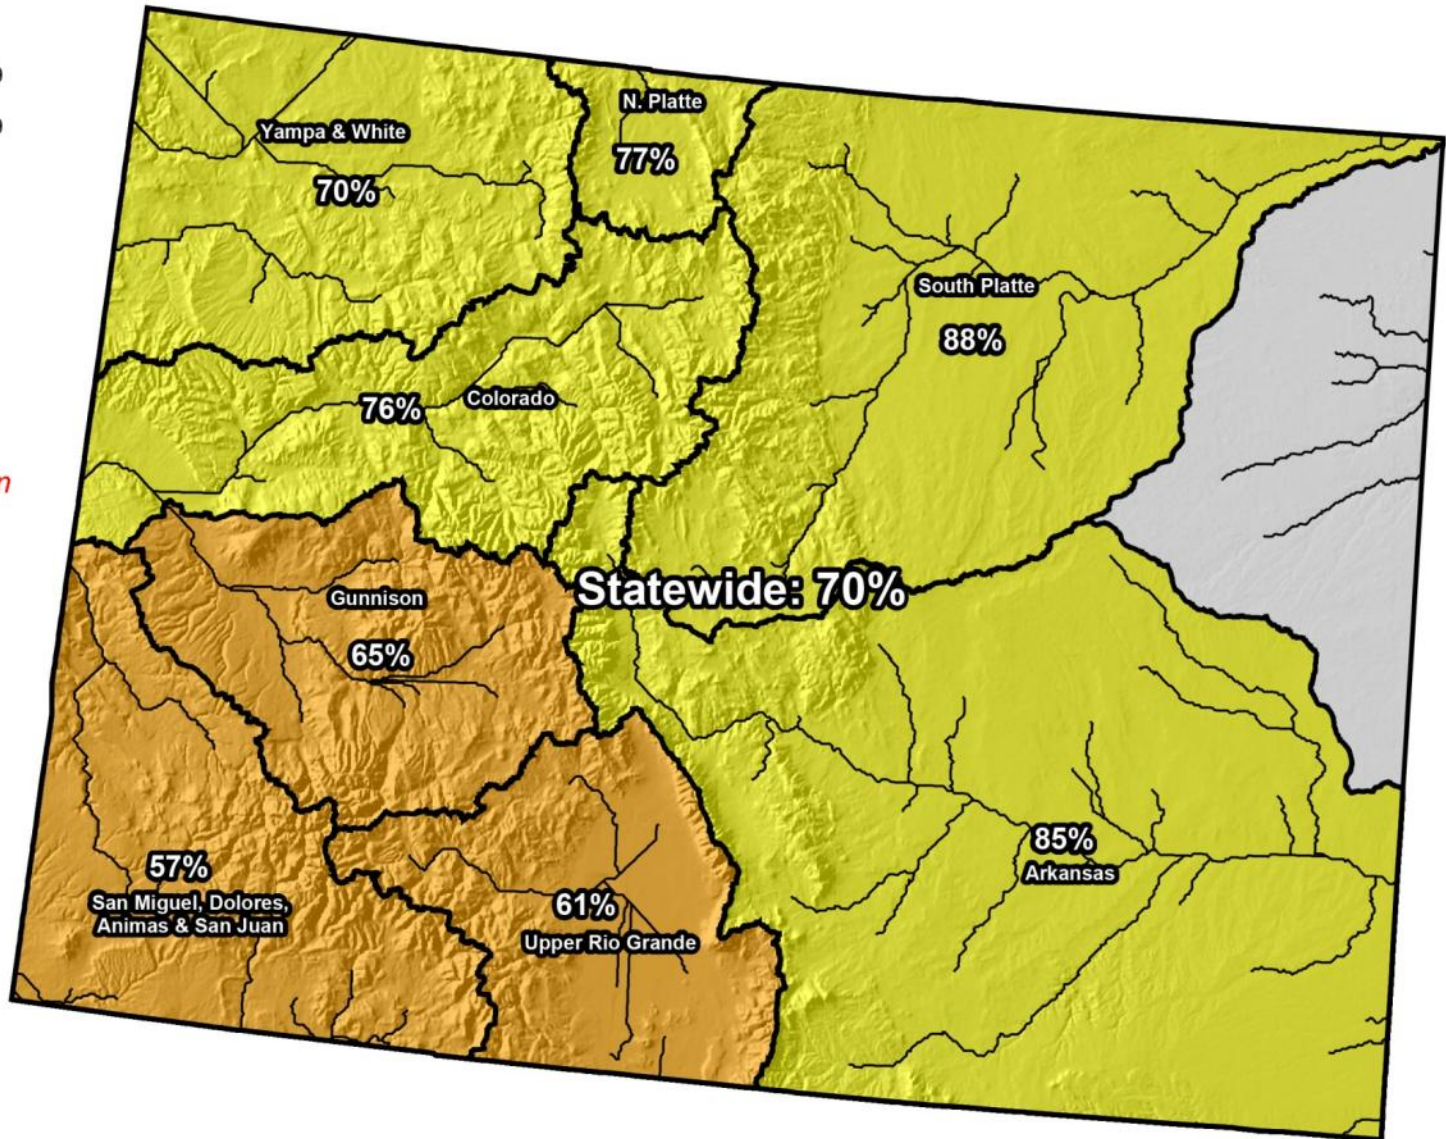 N. Platte
77%
Yampa & White
70%
South Platte
88%
76%
Colorado
n
Statewide: 70%
Gunnison
65%
85%
Arkansas
57%
San Miguel, Dolores,
Animas & San Juan
61%
Upper Rio Grande